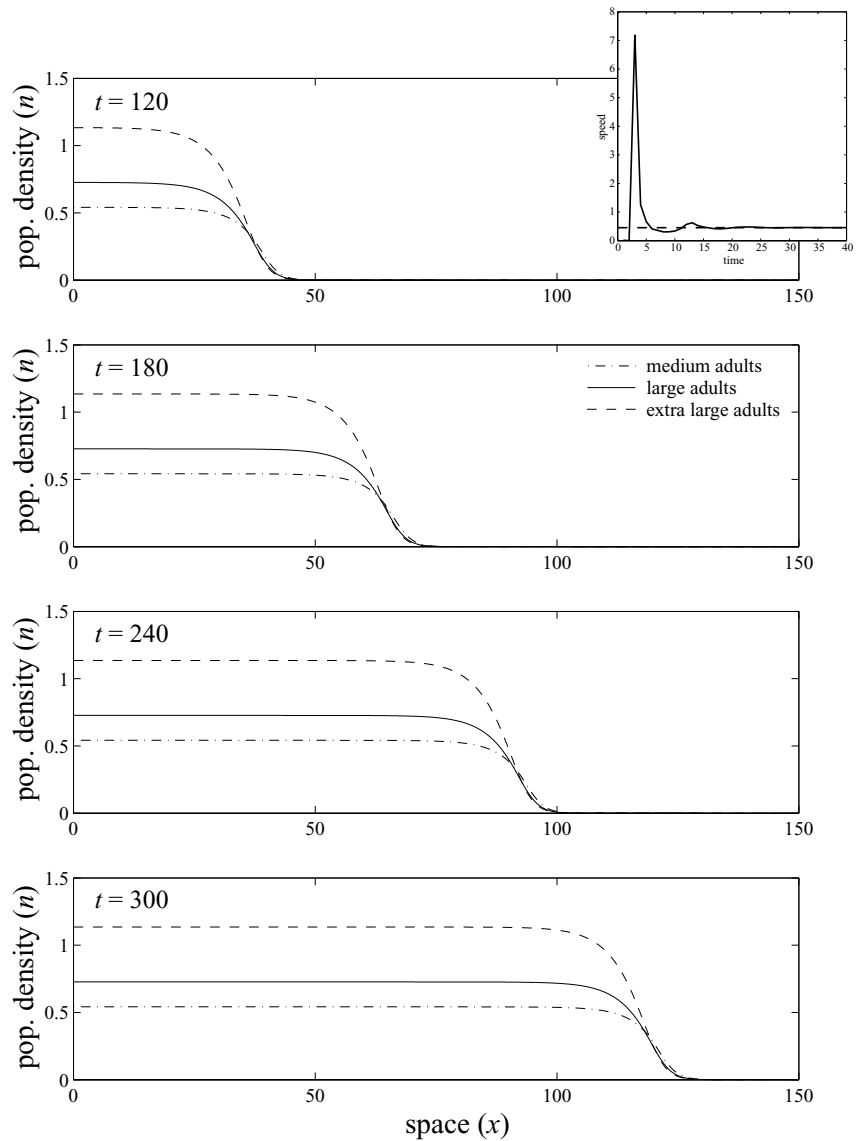 8
7
6
5
4
3
2
1
0
speed
0 5 10 15 20 25 30 35 40
time
1.5
1
0.5
0
pop. density (n)
t = 120
0 50 100 150
1.5
1
0.5
0
pop. density (n)
t = 180
medium adults
large adults
extra large adults
0 50 100 150
1.5
1
0.5
0
pop. density (n)
t = 240
0 50 100 150
1.5
1
0.5
0
pop. density (n)
t = 300
0 50 100 150
space (x)